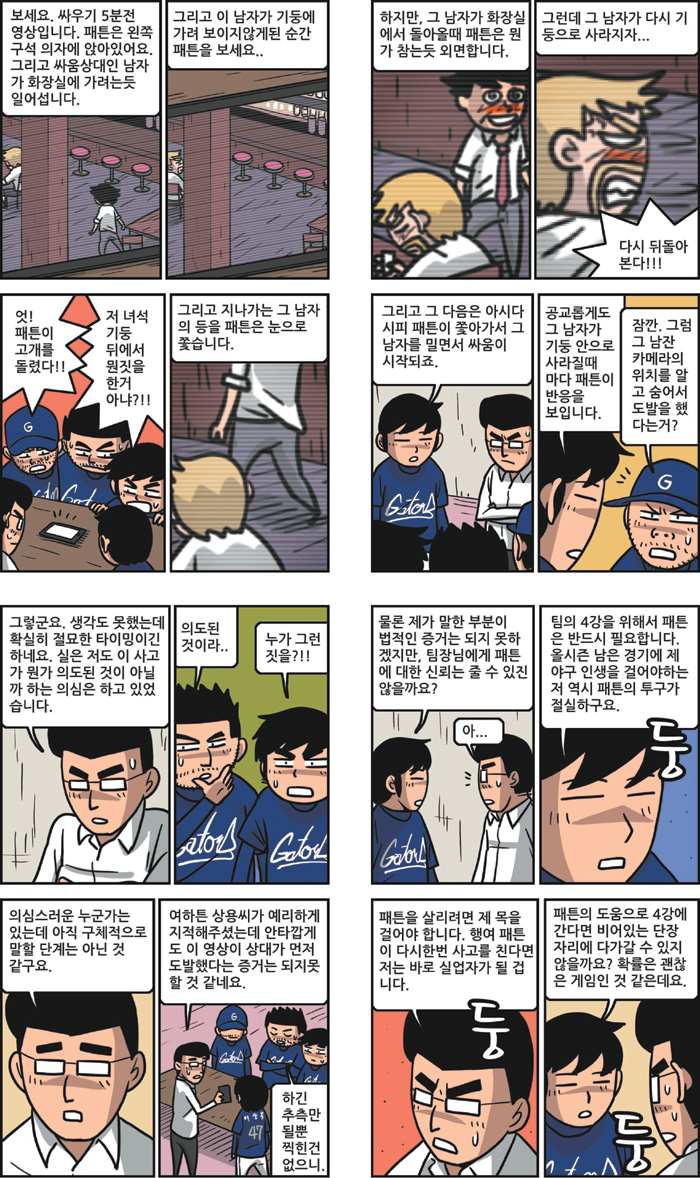 보세요. 싸우기 5분전
영상입니다. 패튼은 왼쪽
구석 의자에 앉아있어요.
그리고 싸움상대인 남자
가 화장실에 가려는듯
일어섭니다.
그리고 이 남자가 기둥에
가려 보이지않게된 순간
패튼을 보세요..
엇!
패튼이
고개를
돌렸다!!
저 녀석
기둥
뒤에서
뭔짓을
한거
아냐?!!
G
Gators
그리고 지나가는 그 남자
의 등을 패튼은 눈으로
쫓습니다.
하지만, 그 남자가 화장실
에서 돌아올때 패튼은 뭔
가 참는듯 외면합니다.
그런데 그 남자가 다시 기
둥으로 사라지자...
다시 뒤돌아
본다!!!
그리고 그 다음은 아시다
시피 패튼이 쫓아가서 그
남자를 밀면서 싸움이
시작되죠.
Gators
공교롭게도
그 남자가
기둥 안으로
사라질때
마다 패튼이
반응을
보입니다.
잠깐. 그럼
그 남잔
카메라의
위치를 알
고 숨어서
도발을 했
다는거?
G
그렇군요. 생각도 못했는데
확실히 절묘한 타이밍이긴
하네요. 실은 저도 이 사고
가 뭔가 의도된 것이 아닐
까 하는 의심은 하고 있었
습니다.
의도된
것이라..
누가 그런
짓을?!!
Gators
Gators
의심스러운 누군가는
있는데 아직 구체적으로
말할 단계는 아닌 것
같구요.
여하튼 상용씨가 예리하게
지적해주셨는데 안타깝게
도 이 영상이 상대가 먼저
도발했다는 증거는 되지못
할 것 같네요.
47
하긴
추측만
될뿐
찍힌건
없으니.
물론 제가 말한 부분이
법적인 증거는 되지 못하
겠지만, 팀장님에게 패튼
에 대한 신뢰는 줄 수 있진
않을까요?
아...
Gators
팀의 4강을 위해서 패튼
은 반드시 필요합니다.
올시즌 남은 경기에 제
야구 인생을 걸어야하는
저 역시 패튼의 투구가
절실하구요.
둥
패튼을 살리려면 제 목을
걸어야 합니다. 행여 패튼
이 다시한번 사고를 친다면
저는 바로 실업자가 될 겁
니다.
둥
패튼의 도움으로 4강에
간다면 비어있는 단장
자리에 다가갈 수 있지
않을까요? 확률은 괜찮
은 게임인 것 같은데요.
둥